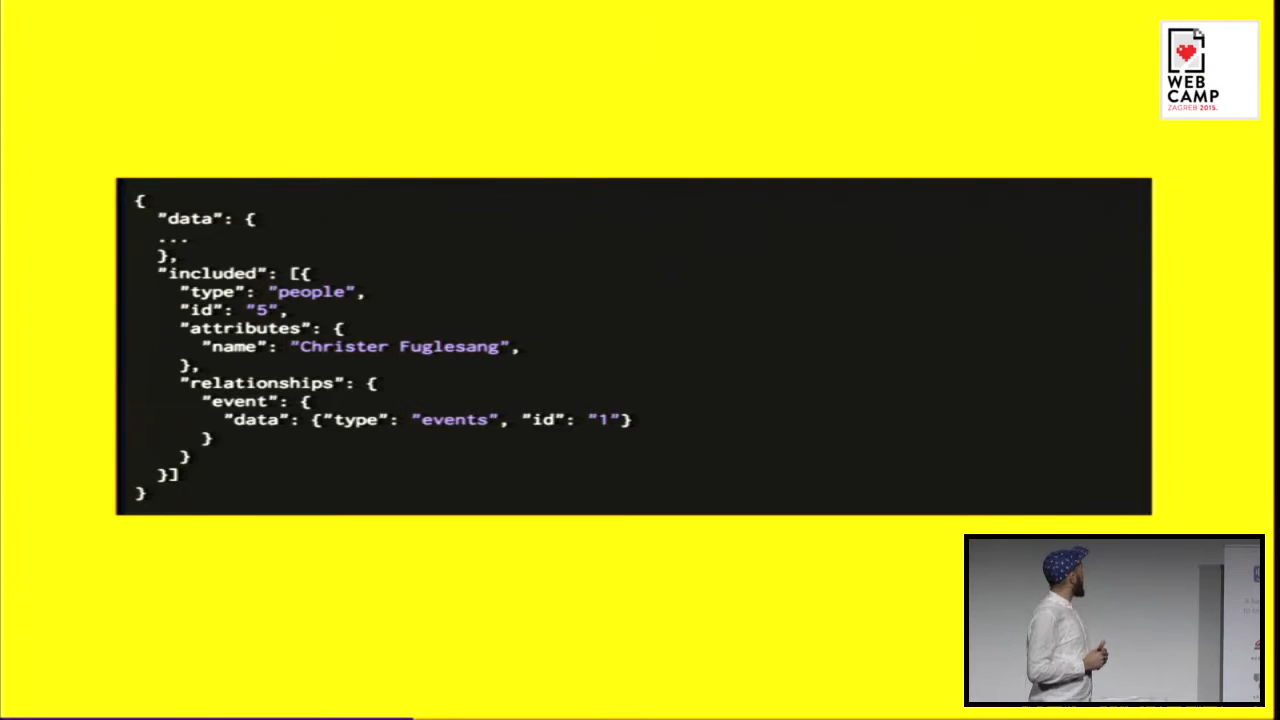 WEB
CAMP
ZAGREB 2015.
{
  "data": {
  ...
  },
  "included": [{
    "type": "people",
    "id": "5",
    "attributes": {
      "name": "Christer Fuglesang",
    },
    "relationships": {
      "event": {
        "data": {"type": "events", "id": "1"}
      }
    }
  }]
}